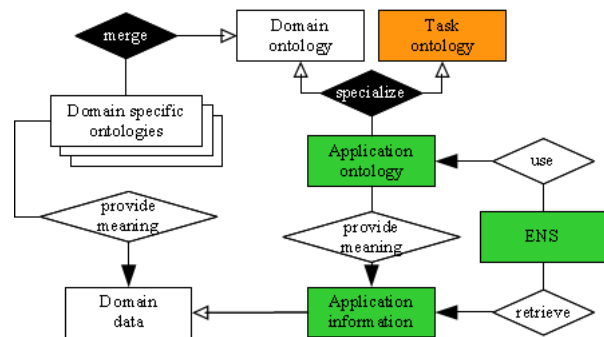 merge
Domain
ontology
Task
ontology
specialize
Domain specific
ontologies
Application
ontology
use
provide
meaning
provide
meaning
ENS
Domain
data
Application
information
retrieve